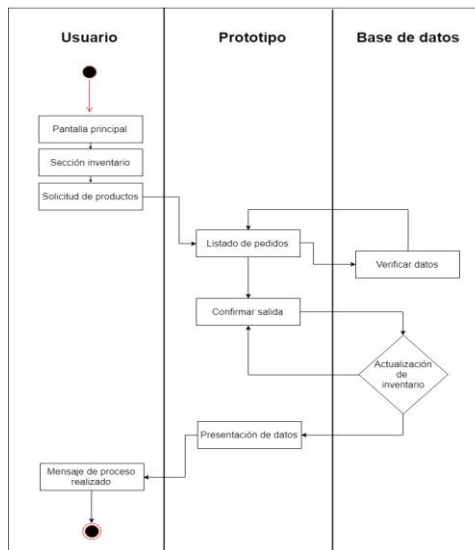 Usuario
Prototipo
Base de datos
Pantalla principal
Sección inventario
Solicitud de productos
Listado de pedidos
Verificar datos
Confirmar salida
Actualización
de
inventario
Presentación de datos
Mensaje de proceso
realizado